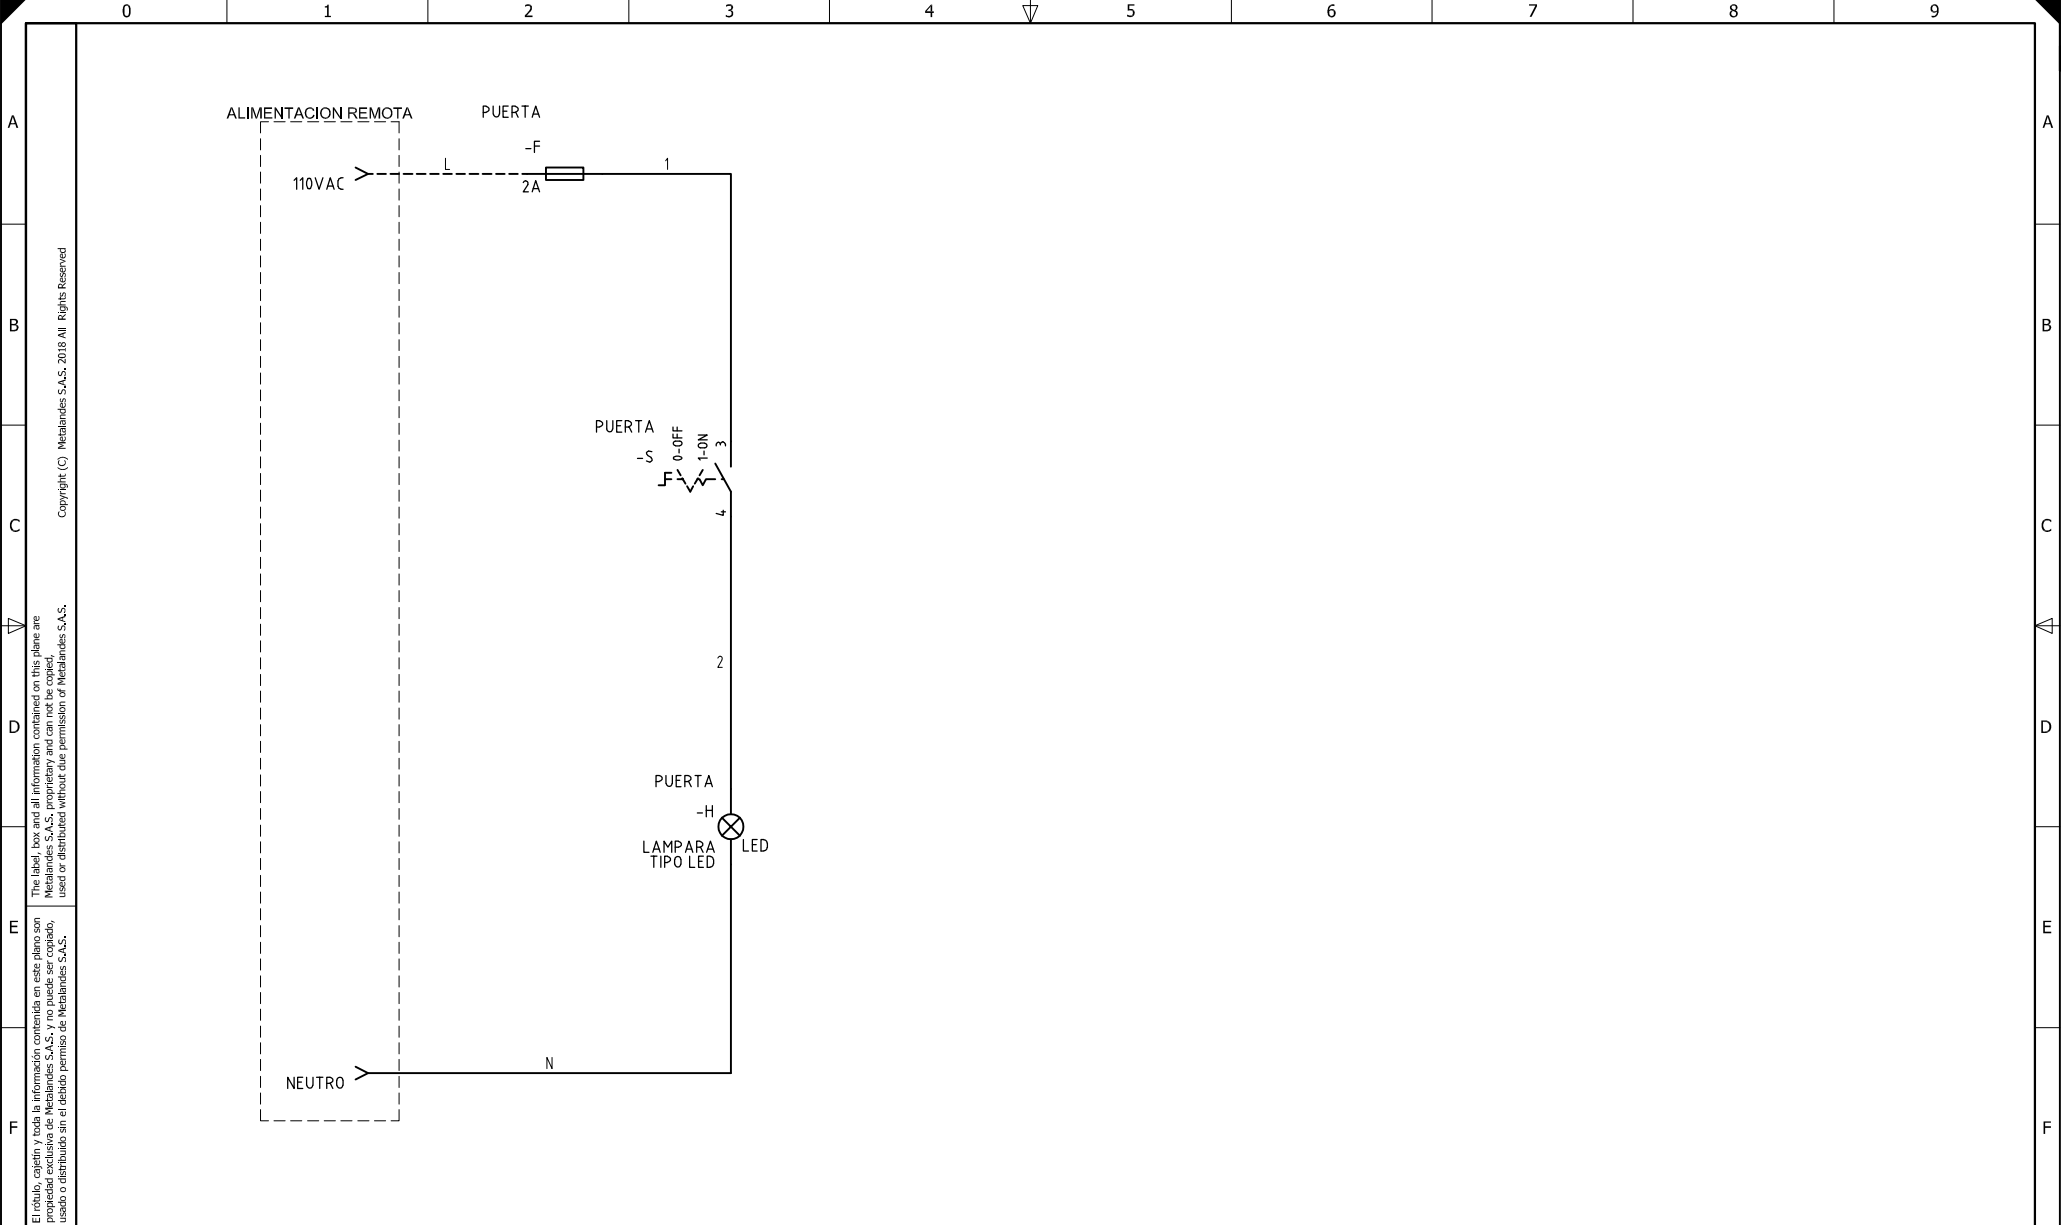 0 1 2 3 4 5 6 7 8 9
A A
B B
C C
D D
E E
F F
ALIMENTACION REMOTA
PUERTA
-F
2A
L
1
110VAC
PUERTA
-S
0-OFF
1-ON
3
4
2
PUERTA
-H
LAMPARA
TIPO LED
LED
N
NEUTRO
Copyright (C) Metalandes S.A.S. 2018 All Rights Reserved
The label, box and all information contained on this plane are
Metalandes S.A.S. proprietary and can not be copied,
used or distributed without due permission of Metalandes S.A.S.
El rótulo, cajetín y toda la información contenida en este plano son
propiedad exclusiva de Metalandes S.A.S. y no puede ser copiado,
usado o distribuido sin el debido permiso de Metalandes S.A.S.